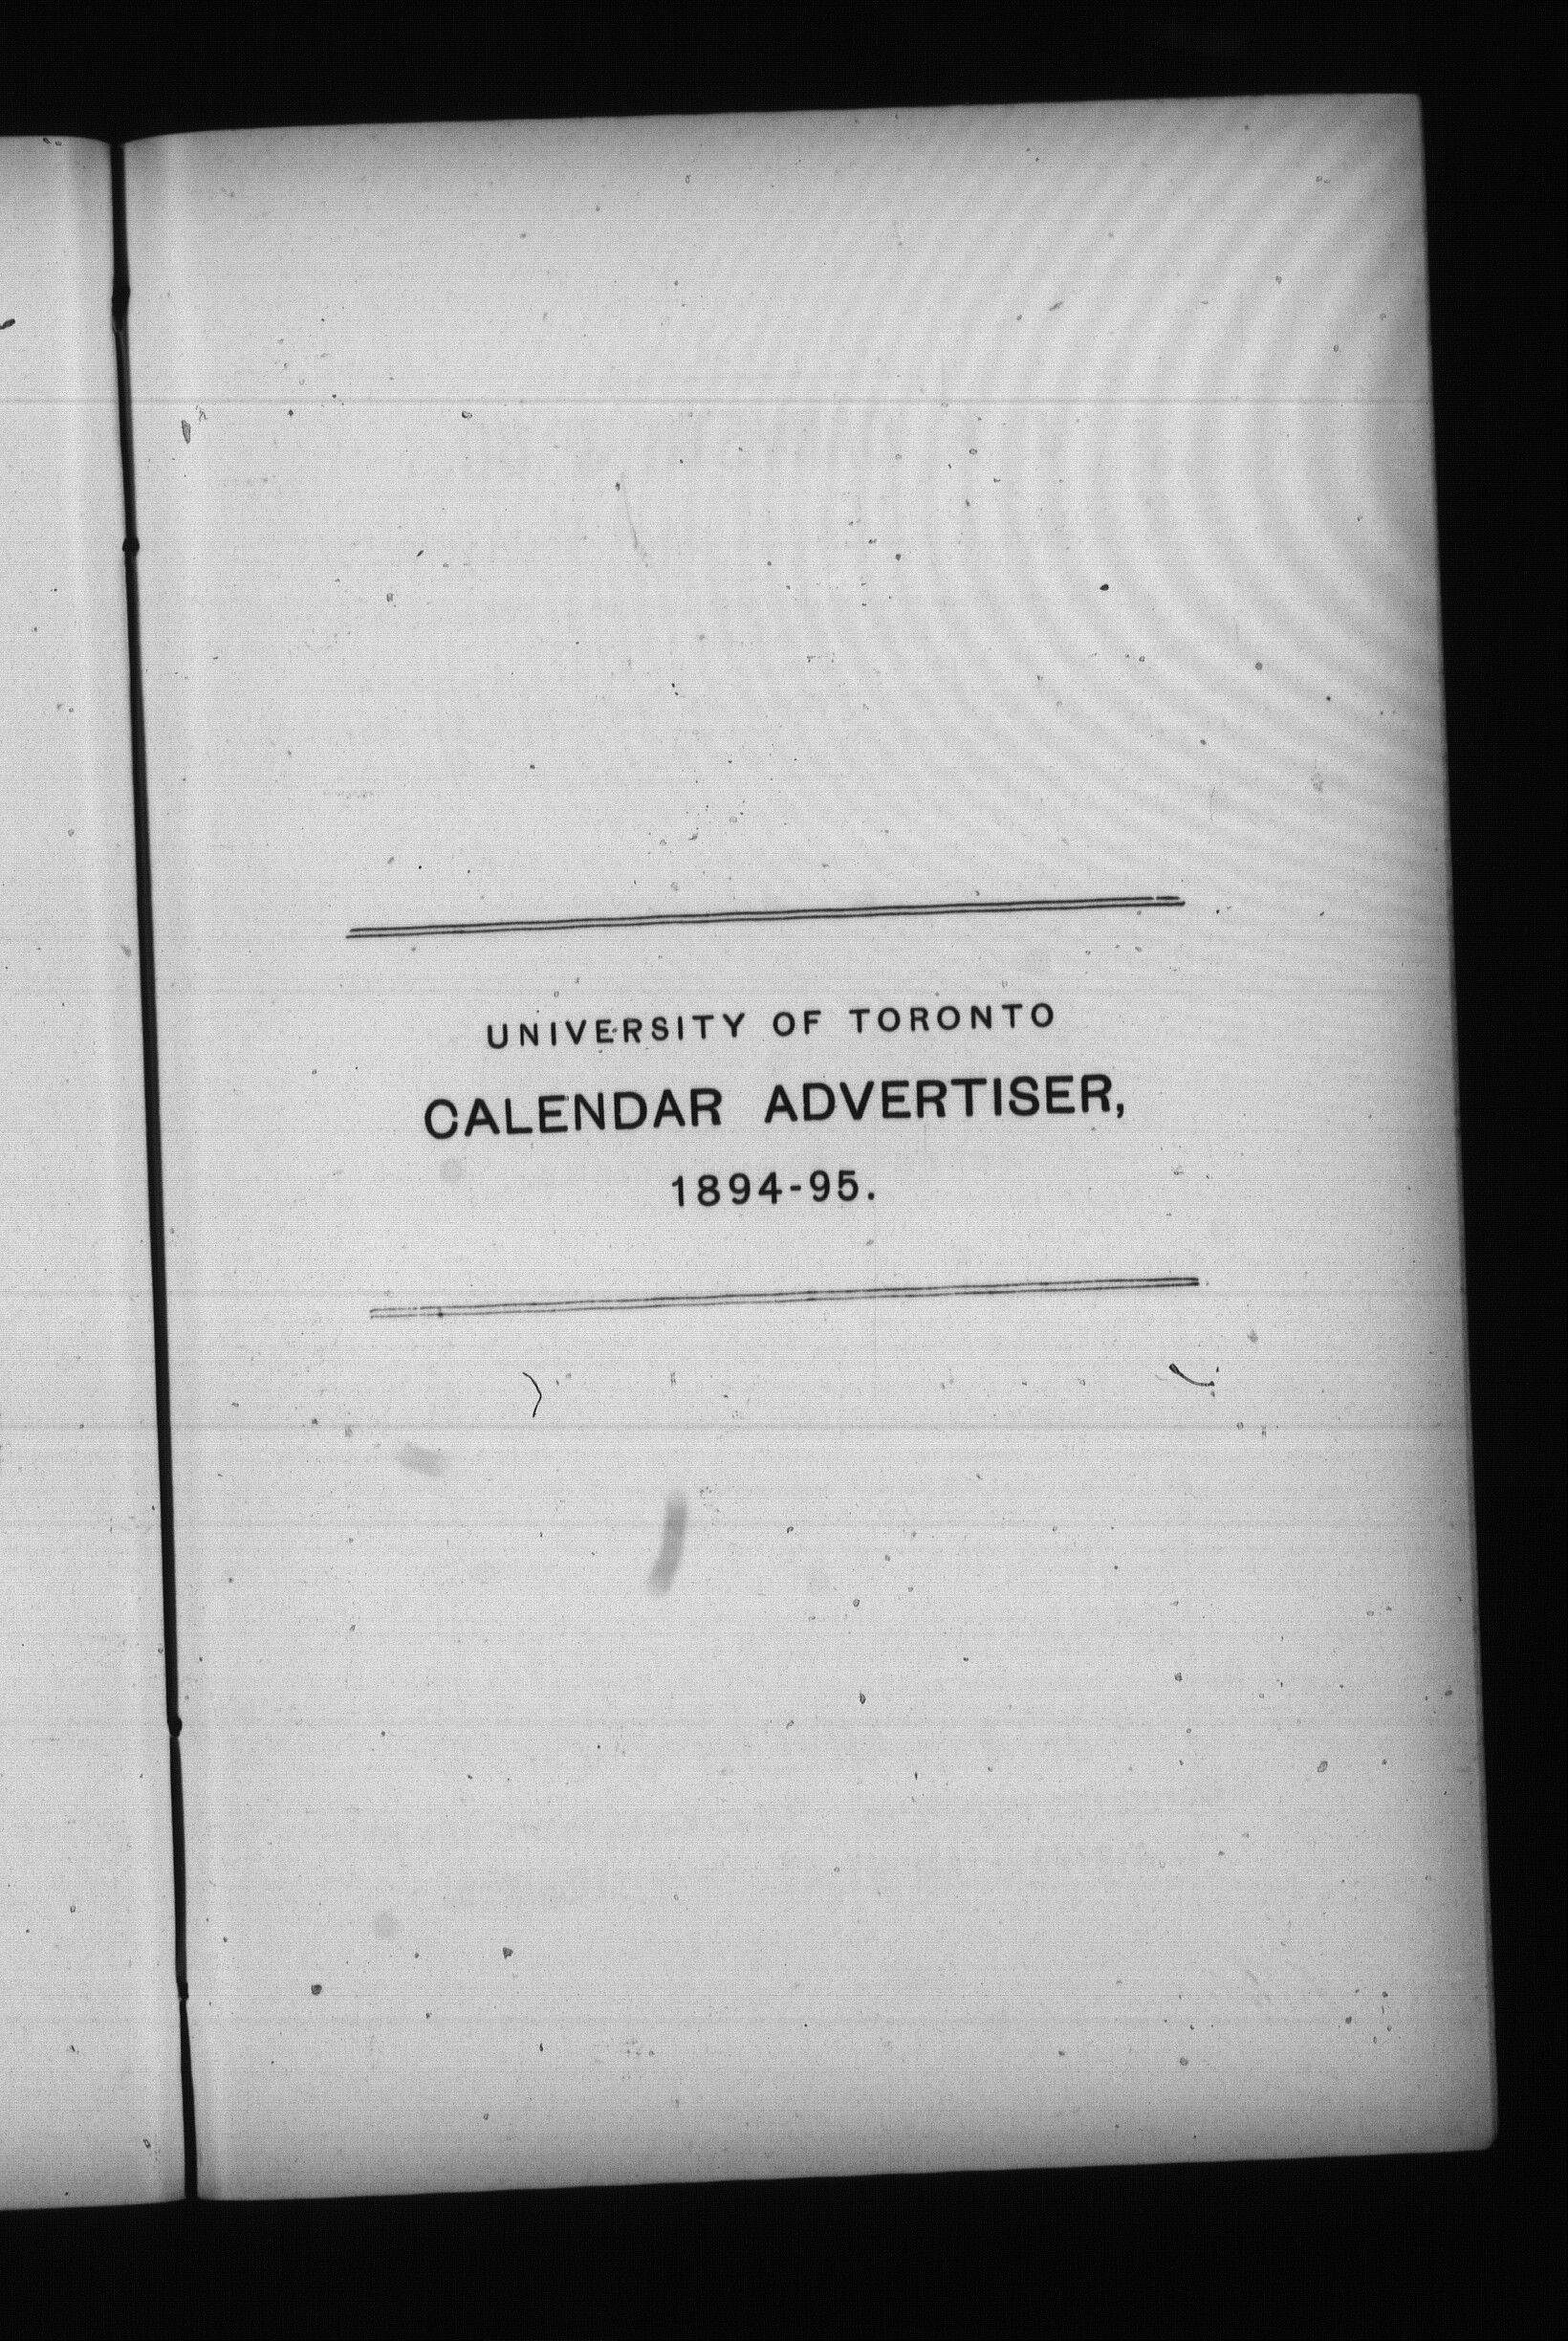 UNIVERSITY OF TORONTO
CALENDAR ADVERTISER,
1894-95.